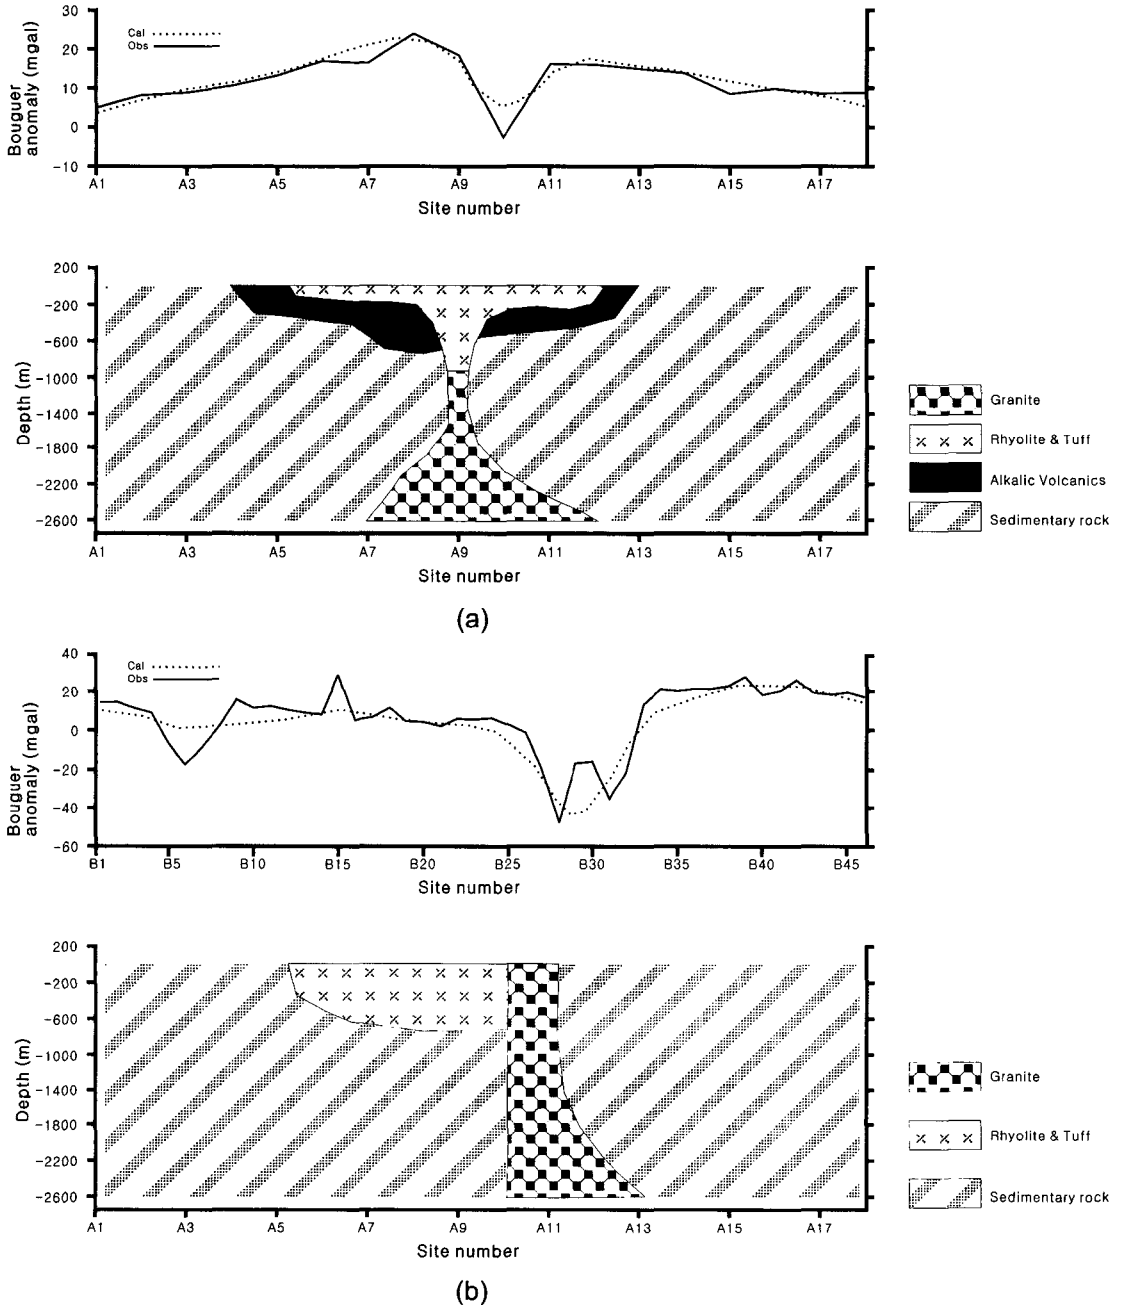 30
20
10
0
-10
Bouguer
anomaly (mgal)
Cal
Obs
A1 A3 A5 A7 A9 A11 A13 A15 A17
Site number
200
-200
-600
-1000
-1400
-1800
-2200
-2600
Depth (m)
A1 A3 A5 A7 A9 A11 A13 A15 A17
Site number
Granite
Rhyolite & Tuff
Alkalic Volcanics
Sedimentary rock
(a)
40
20
0
-20
-40
-60
Bouguer
anomaly (mgal)
Cal
Obs
B1 B5 B10 B15 B20 B25 B30 B35 B40 B45
Site number
200
-200
-600
-1000
-1400
-1800
-2200
-2600
Depth (m)
A1 A3 A5 A7 A9 A11 A13 A15 A17
Site number
Granite
Rhyolite & Tuff
Sedimentary rock
(b)